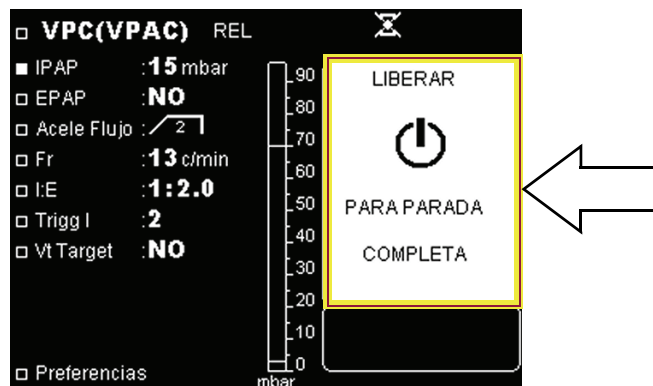 VPC(VPAC) REL
IPAP :15 mbar
EPAP :NO
Acele Flujo : 2
Fr :13 c/min
I:E :1:2.0
Trigg I :2
Vt Target :NO
Preferencias
90
80
70
60
50
40
30
20
10
0
mbar
LIBERAR
PARA PARADA
COMPLETA